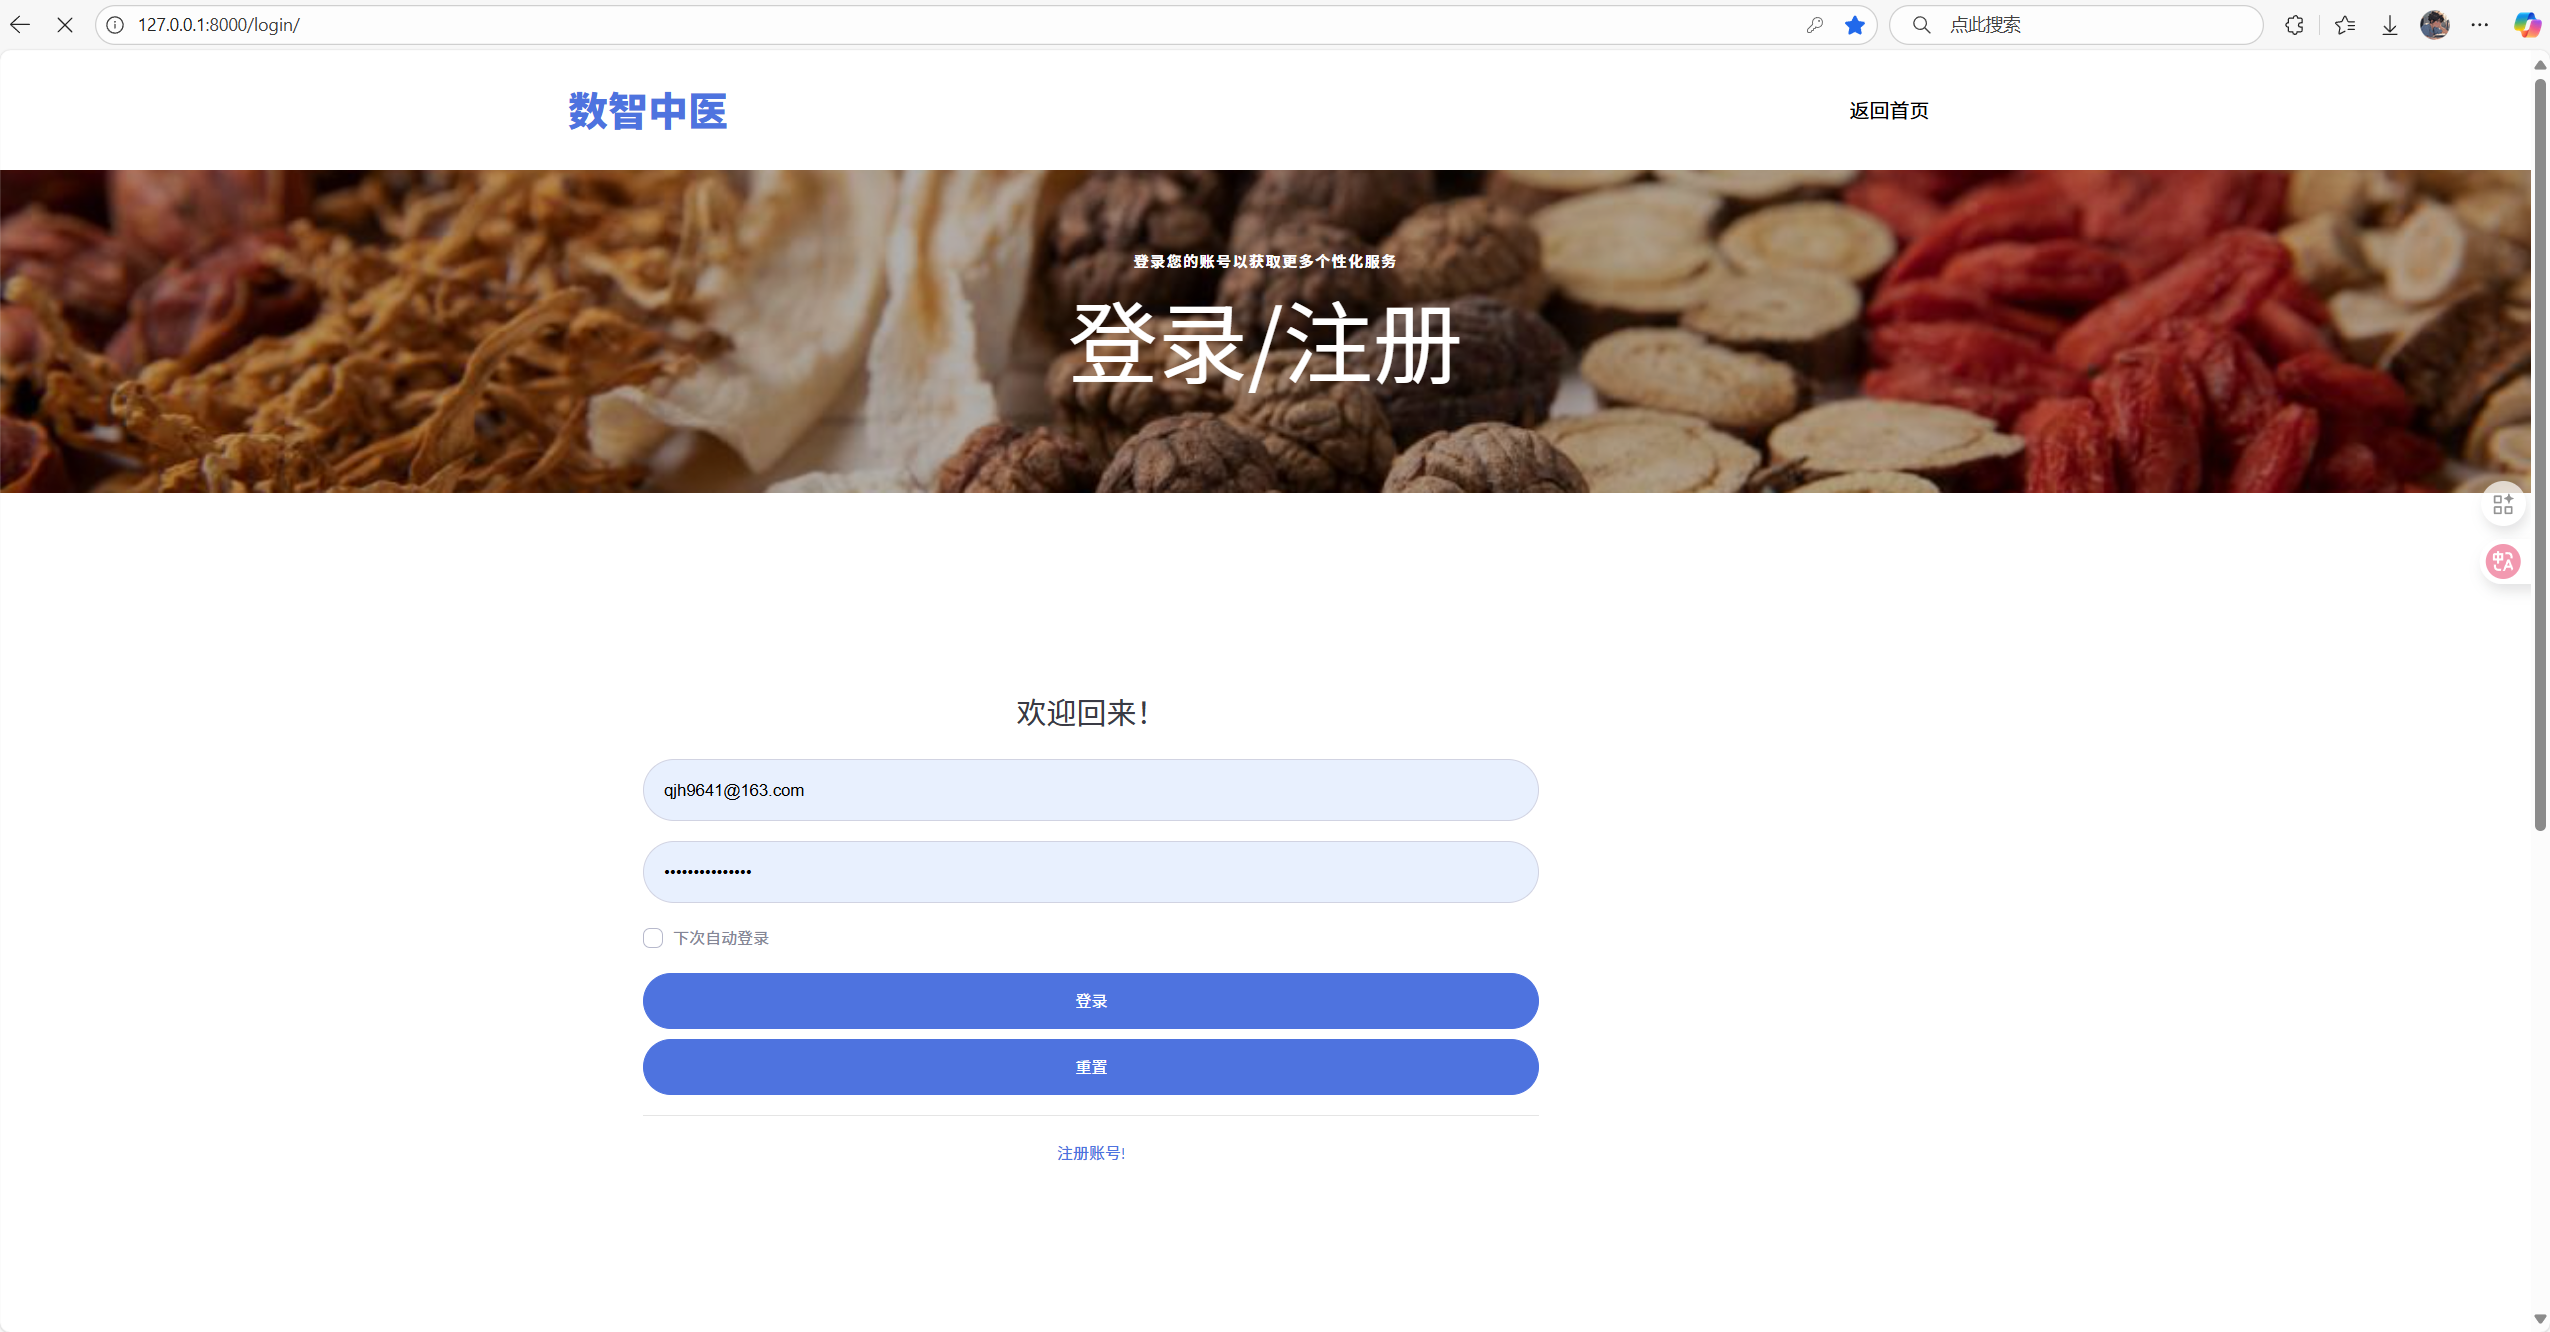 127.0.0.1:8000/login/
点此搜索
数智中医
返回首页
登录您的账号以获取更多个性化服务
登录/注册
中A
欢迎回来！
qjh9641@163.com
•••••••••••••••
下次自动登录
登录
重置
注册账号!